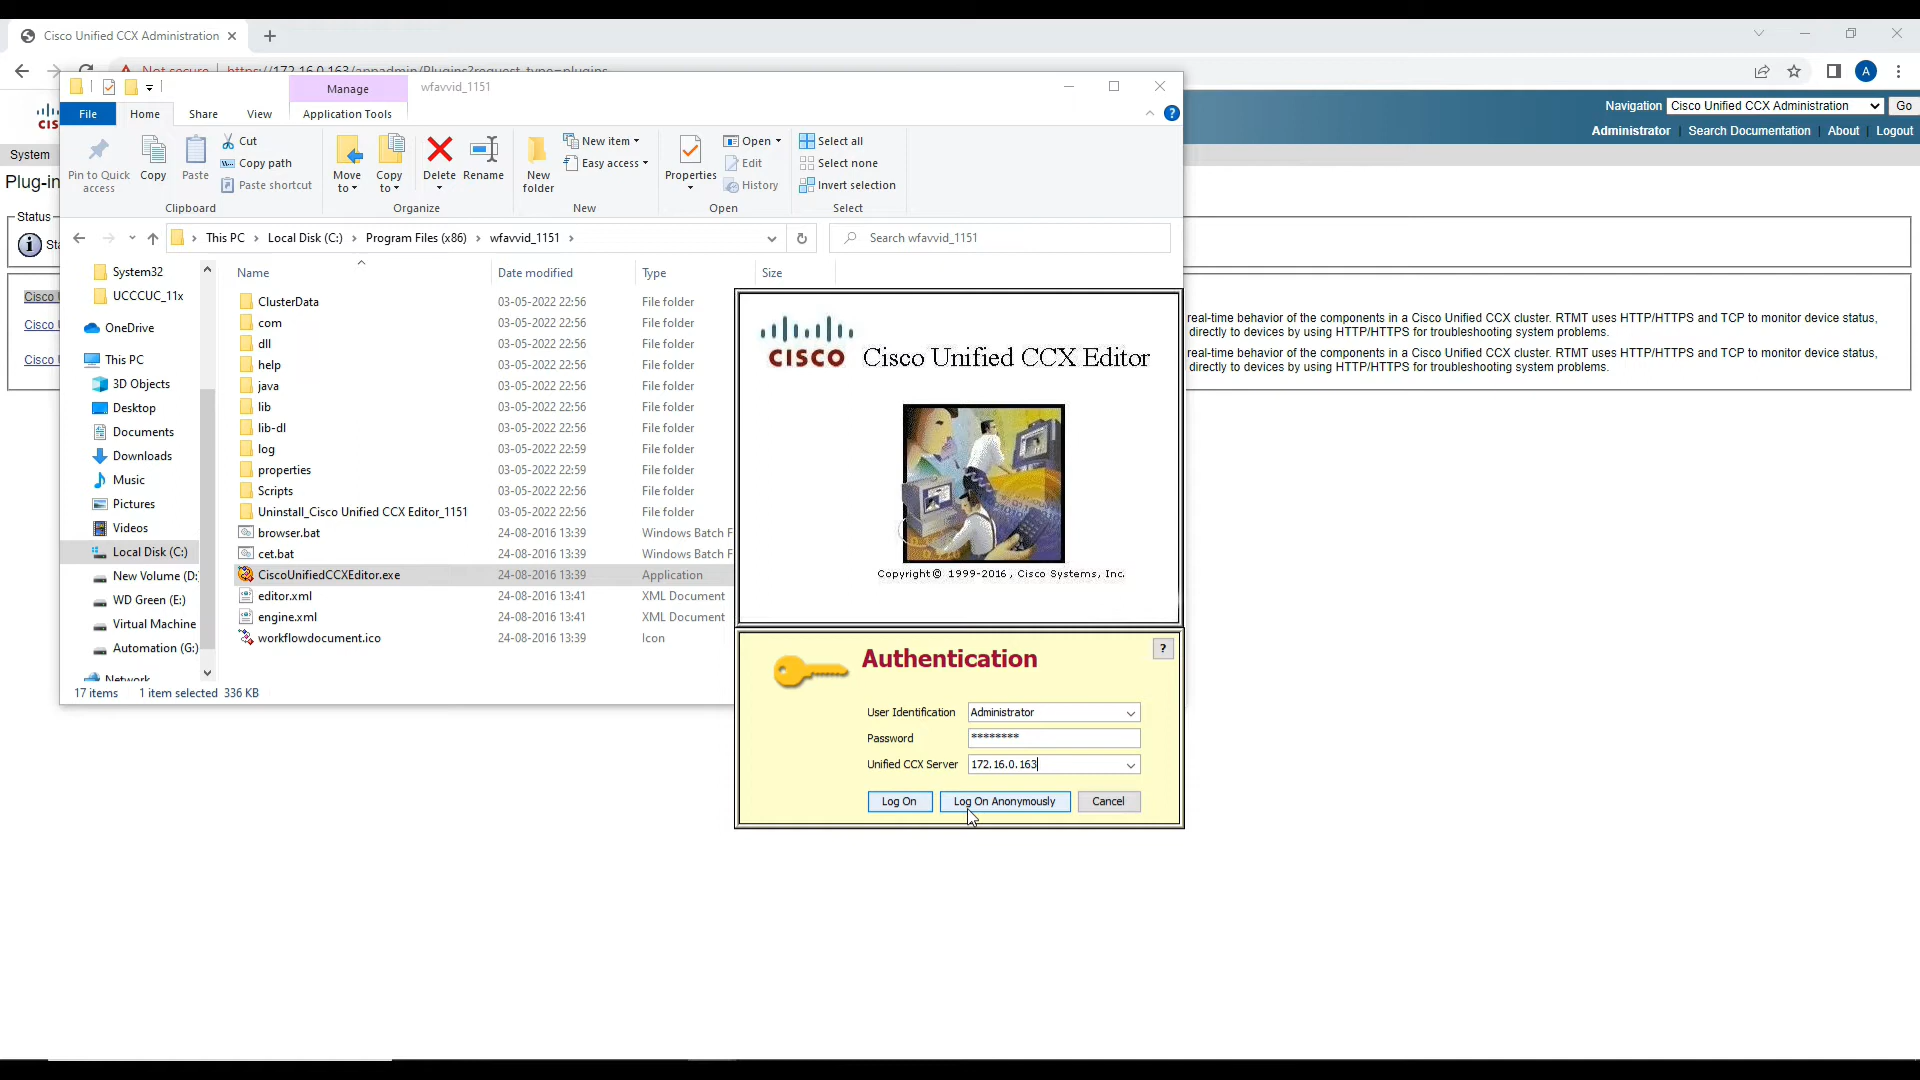 Cisco Unified CCX Administration
wfavvid_1151
Manage
File Home Share View Application Tools
Navigation Cisco Unified CCX Administration Go
Administrator | Search Documentation | About | Logout
System
Plug-in
Status
Pin to Quick access
Copy
Paste
Cut
Copy path
Paste shortcut
Clipboard
Move to
Copy to
Delete
Rename
Organize
New folder
New item
Easy access
New
Properties
Open
Edit
History
Open
Select all
Select none
Invert selection
Select
This PC > Local Disk (C:) > Program Files (x86) > wfavvid_1151 >
Search wfavvid_1151
System32
UCCCUC_11x
OneDrive
This PC
3D Objects
Desktop
Documents
Downloads
Music
Pictures
Videos
Local Disk (C:)
New Volume (D:
WD Green (E:)
Virtual Machine
Automation (G:)
Network
Name Date modified Type Size
ClusterData 03-05-2022 22:56 File folder
com 03-05-2022 22:56 File folder
dll 03-05-2022 22:56 File folder
help 03-05-2022 22:56 File folder
java 03-05-2022 22:56 File folder
lib 03-05-2022 22:56 File folder
lib-dl 03-05-2022 22:56 File folder
log 03-05-2022 22:59 File folder
properties 03-05-2022 22:59 File folder
Scripts 03-05-2022 22:56 File folder
Uninstall_Cisco Unified CCX Editor_1151 03-05-2022 22:56 File folder
browser.bat 24-08-2016 13:39 Windows Batch F
cet.bat 24-08-2016 13:39 Windows Batch F
CiscoUnifiedCCXEditor.exe 24-08-2016 13:39 Application
editor.xml 24-08-2016 13:41 XML Document
engine.xml 24-08-2016 13:41 XML Document
workflowdocument.ico 24-08-2016 13:39 Icon
17 items 1 item selected 336 KB
Cisco
Cisco
Cisco
real-time behavior of the components in a Cisco Unified CCX cluster. RTMT uses HTTP/HTTPS and TCP to monitor device status,
directly to devices by using HTTP/HTTPS for troubleshooting system problems.
real-time behavior of the components in a Cisco Unified CCX cluster. RTMT uses HTTP/HTTPS and TCP to monitor device status,
directly to devices by using HTTP/HTTPS for troubleshooting system problems.
CISCO Cisco Unified CCX Editor
Copyright© 1999-2016, Cisco Systems, Inc.
Authentication
?
User Identification Administrator
Password ********
Unified CCX Server 172.16.0.163
Log On Log On Anonymously Cancel